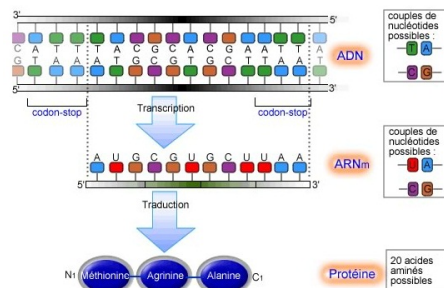 3' 5'
C A T T T A C G C A C G A A T T A
G T A A A T G C G T G C T T A A T
5' 3'
ADN
codon-stop
codon-stop
couples de
nucléotides
possibles :
T A
C G
Transcription
A U G C G U G C U U A A
5' 3'
ARNm
couples de
nucléotides
possibles :
U A
C G
Traduction
N1 Méthionine Agrinine Alanine C1
Protéine
20 acides
aminés
possibles